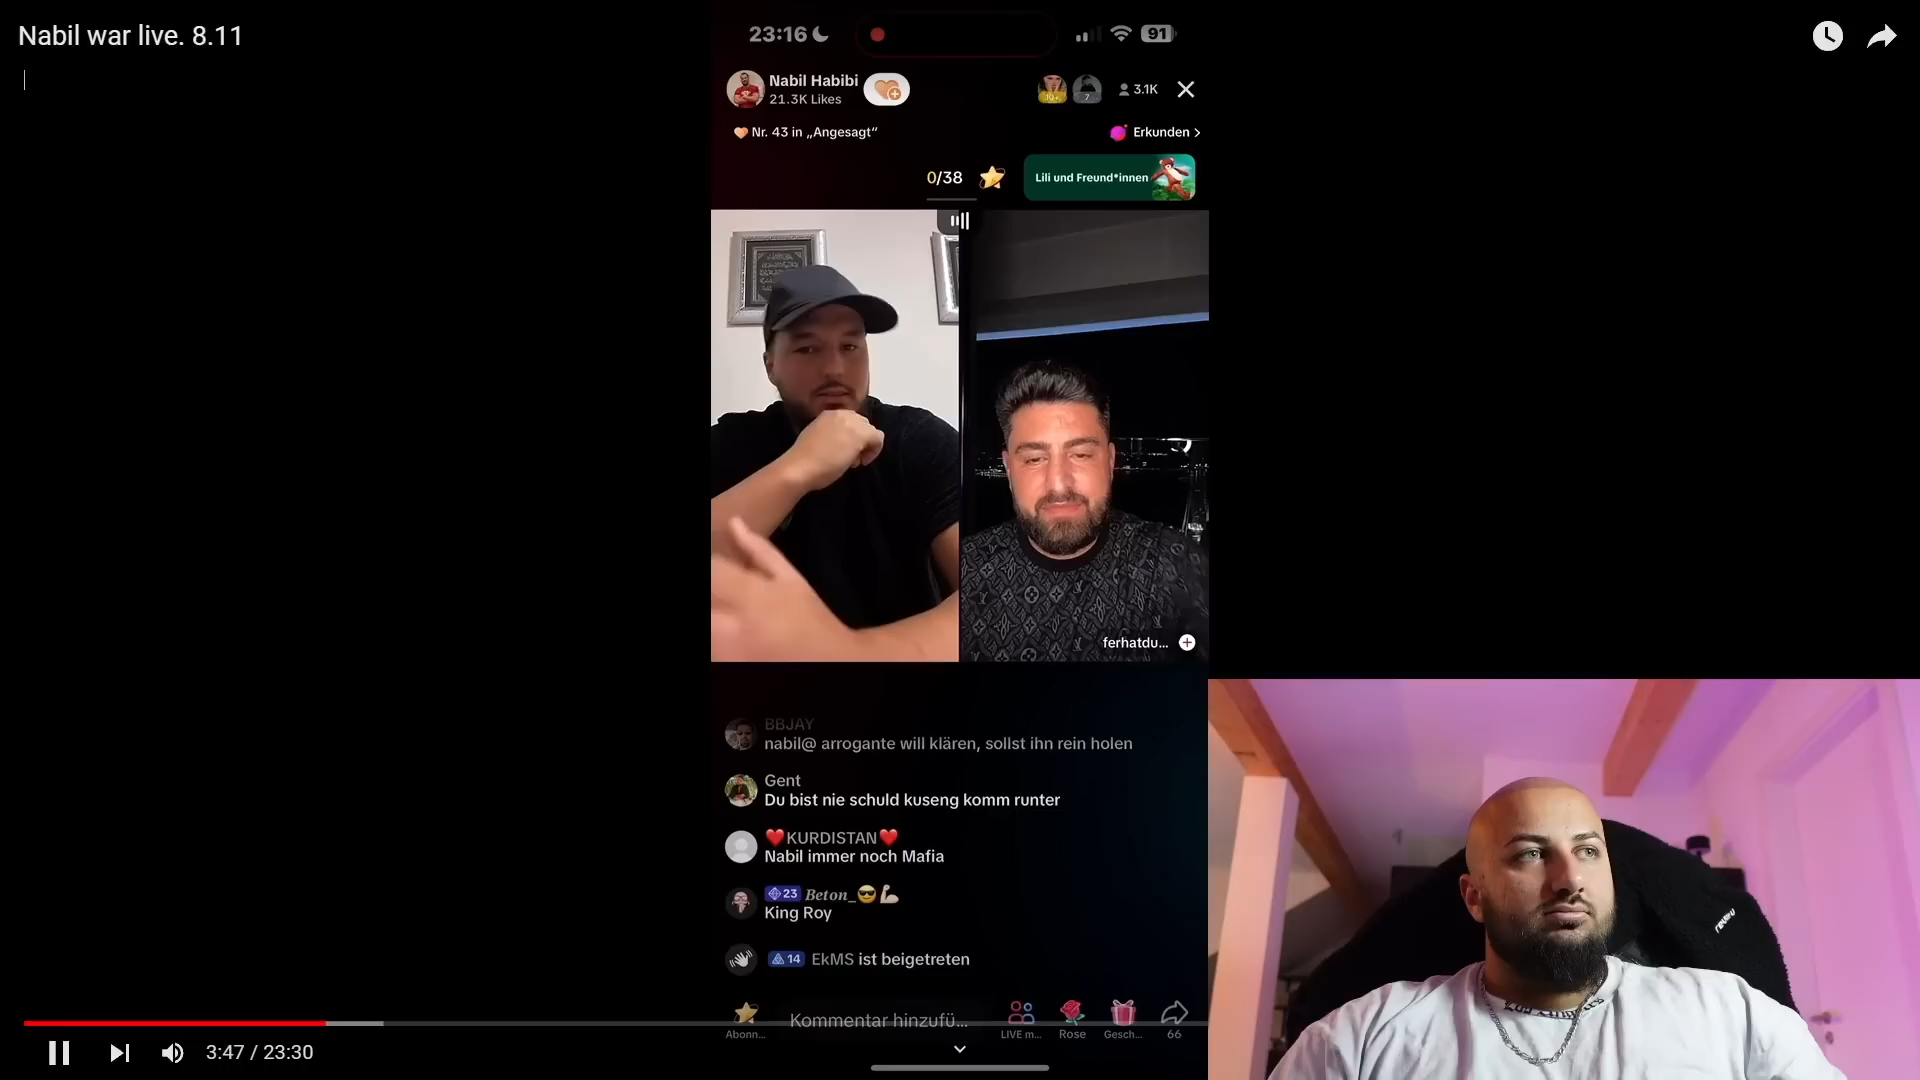 Nabil war live. 8.11
23:16
91
Nabil Habibi
21.3K Likes
10+
7
3.1K
Nr. 43 in „Angesagt“
Erkunden >
0/38
Lili und Freund*innen
ferhatdu...
BBJAY
nabil@ arrogante will klären, sollst ihn rein holen
Gent
Du bist nie schuld kuseng komm runter
❤️KURDISTAN❤️
Nabil immer noch Mafia
23 Beton_😎💪
King Roy
14 EkMS ist beigetreten
Kommentar hinzufü...
Abonn...
LIVE m...
Rose
Gesch...
66
3:47 / 23:30